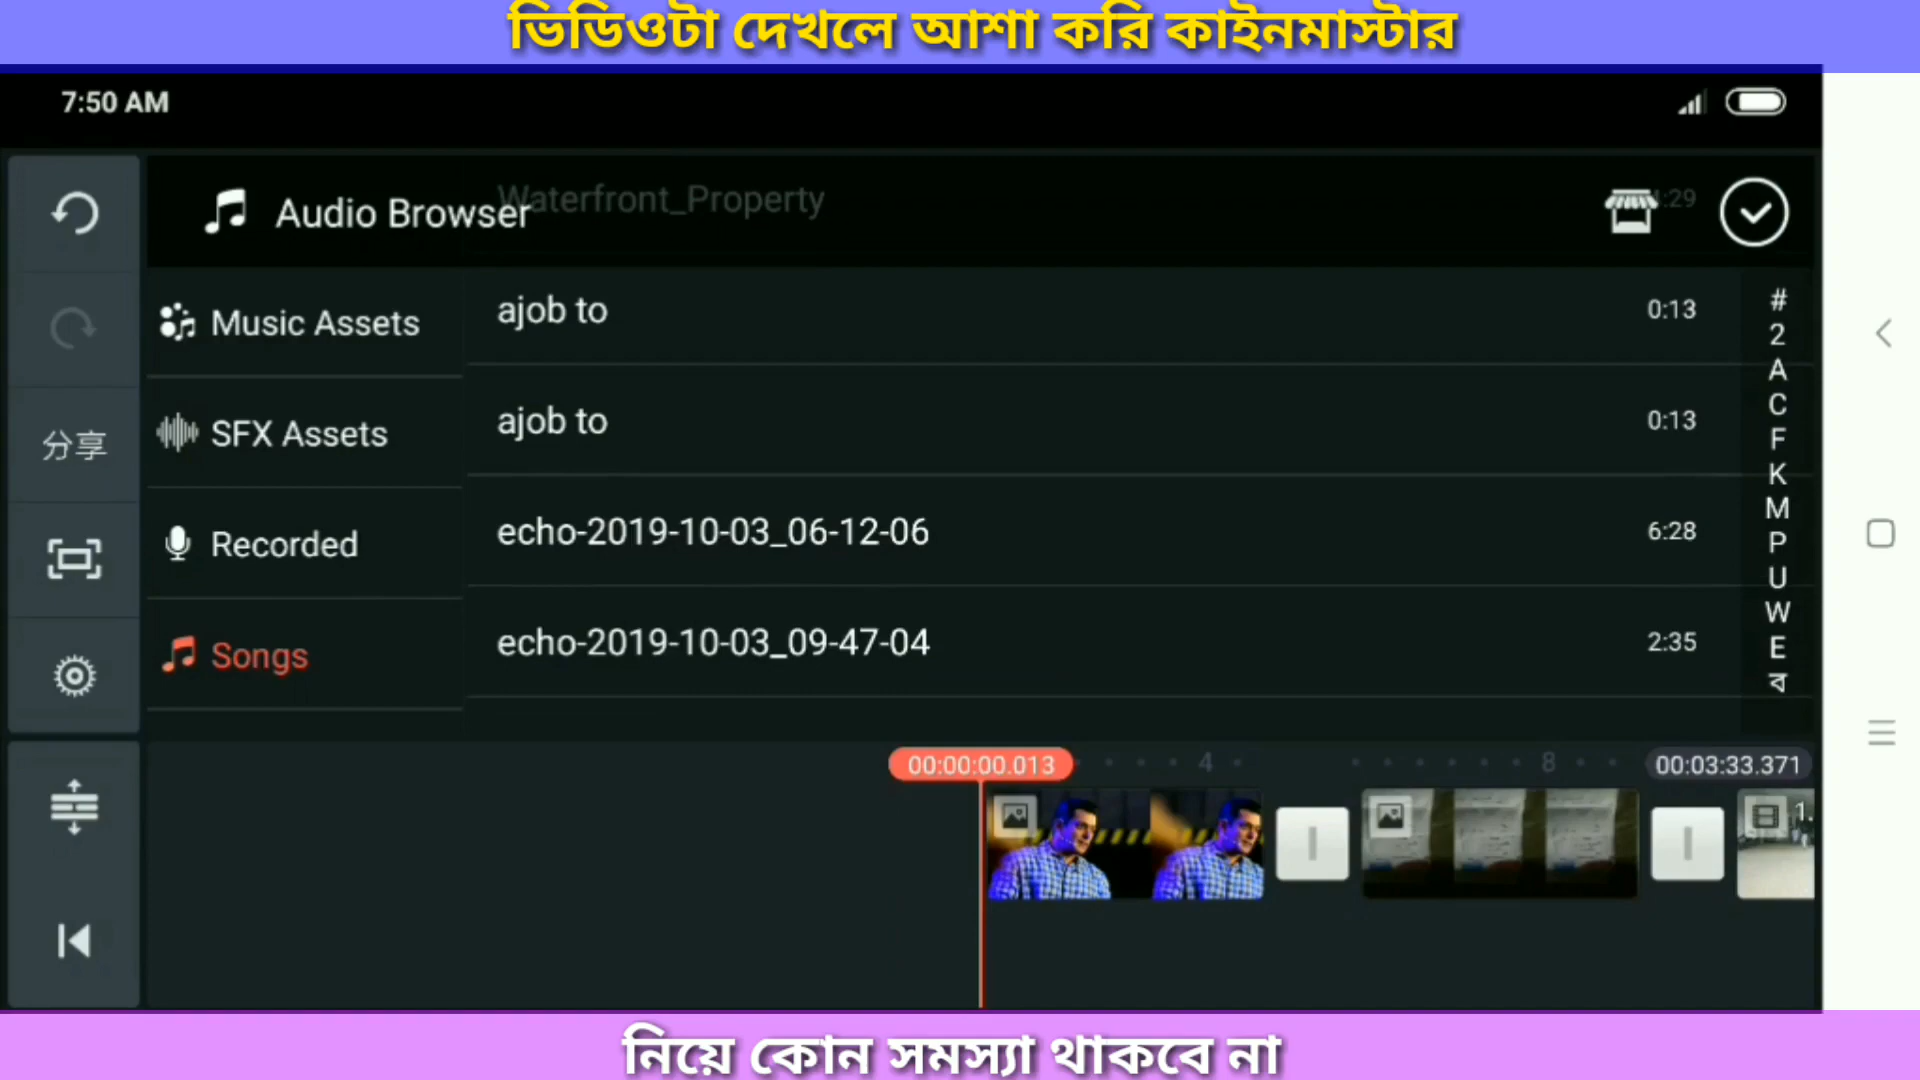 ভিডিওটা দেখলে আশা করি কাইনমাস্টার
7:50 AM
Audio Browser
Waterfront_Property
:29
Music Assets
SFX Assets
Recorded
Songs
ajob to 0:13
ajob to 0:13
echo-2019-10-03_06-12-06 6:28
echo-2019-10-03_09-47-04 2:35
#
2
A
C
F
K
M
P
U
W
E
ব
分享
00:00:00.013
4
8
00:03:33.371
1.
নিয়ে কোন সমস্যা থাকবে না